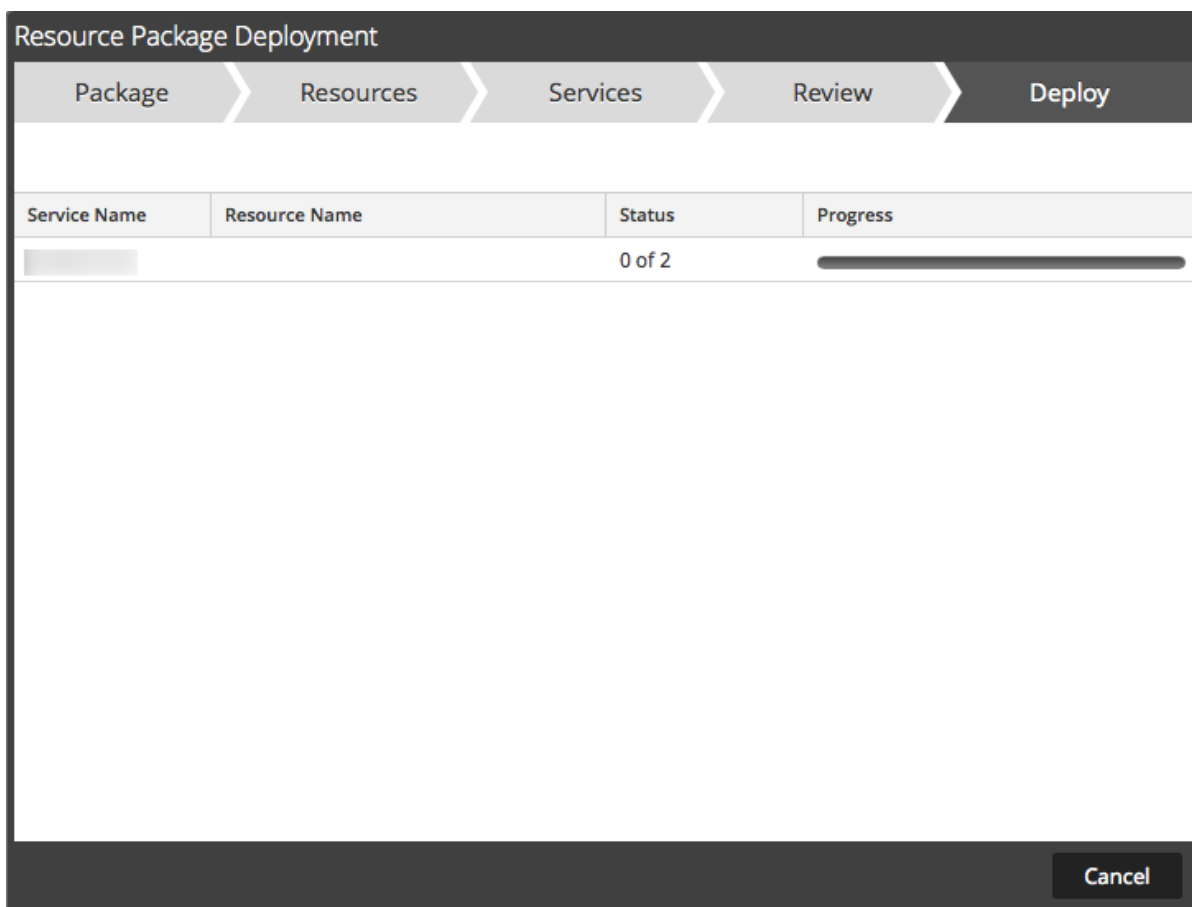 Resource Package Deployment
Package Resources Services Review Deploy
Service Name Resource Name Status Progress
0 of 2
Cancel